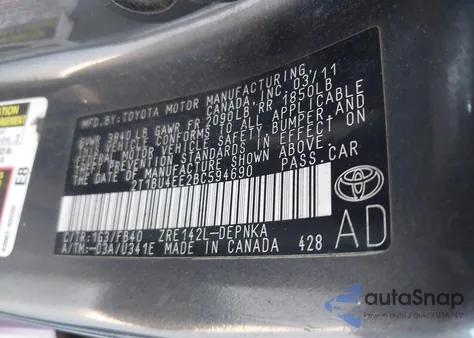 MFD.BY:TOYOTA MOTOR MANUFACTURING
CANADA, INC. 03/11
GVWR 3840LB GAWR FR 2090LB RR 1850LB
THIS VEHICLE CONFORMS TO ALL APPLICABLE
FEDERAL MOTOR VEHICLE SAFETY, BUMPER, AND
THEFT PREVENTION STANDARDS IN EFFECT ON
THE DATE OF MANUFACTURE SHOWN ABOVE.
2T1BU4EE2BC594690 PASS.CAR
C/TR:1G3/FB40 ZRE142L-DEPNKA
A/TM:-03A/U341E MADE IN CANADA 428
AD
E8
autoSnap